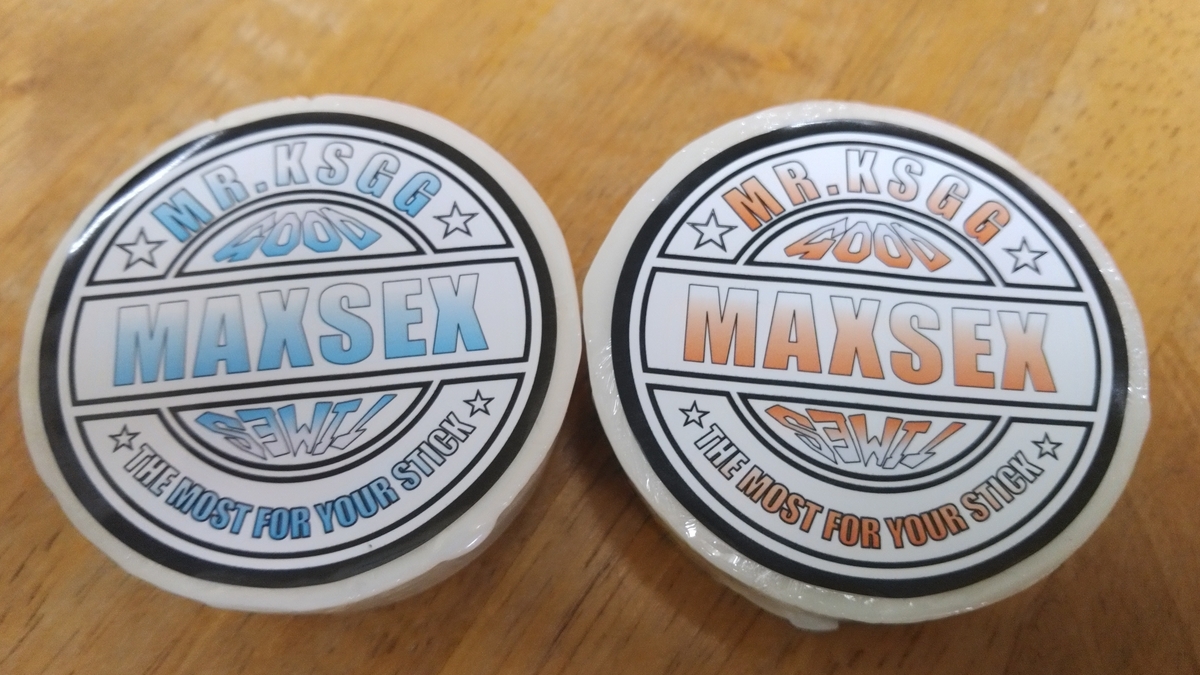 MR.KSGG
GOOD
MAXSEX
TIMES
THE MOST FOR YOUR STICK
MR.KSGG
GOOD
MAXSEX
TIMES
THE MOST FOR YOUR STICK